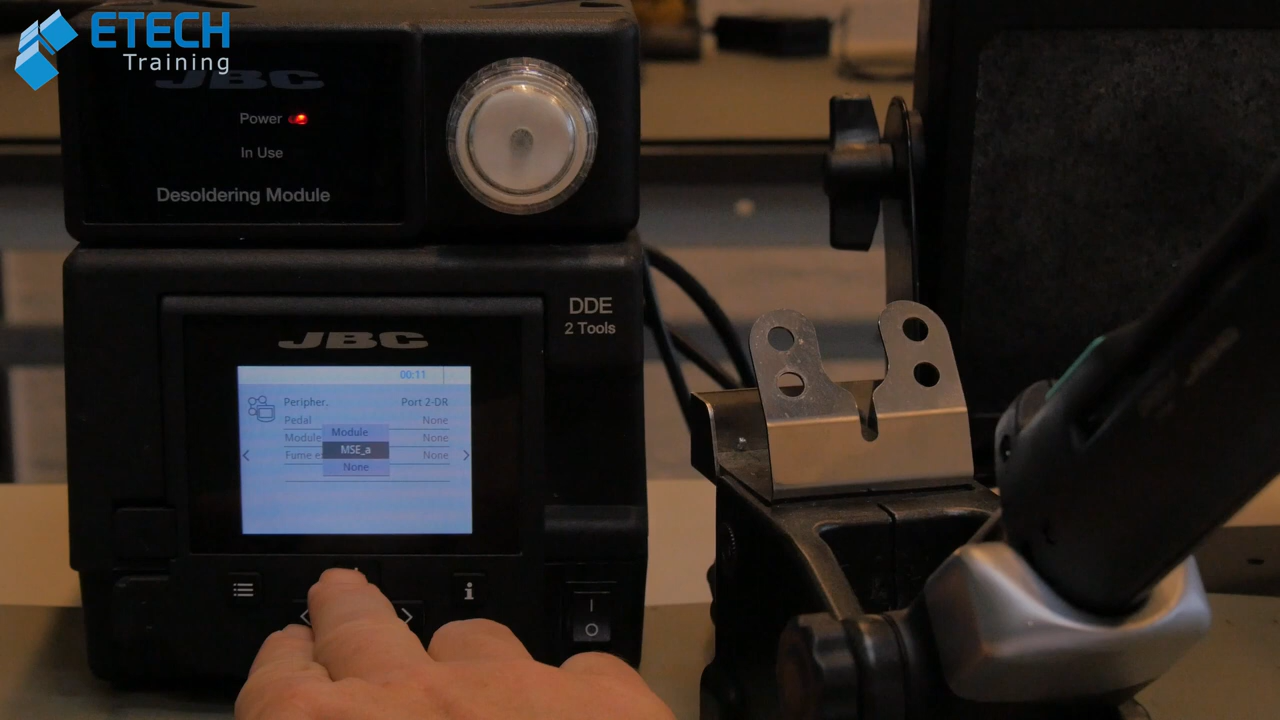 ETECH
Training
JBC
Power
In Use
Desoldering Module
DDE
2 Tools
JBC
00:11
Peripher. Port 2-DR
Pedal None
Module None
Fume e None
Module
MSE_a
None
I
O